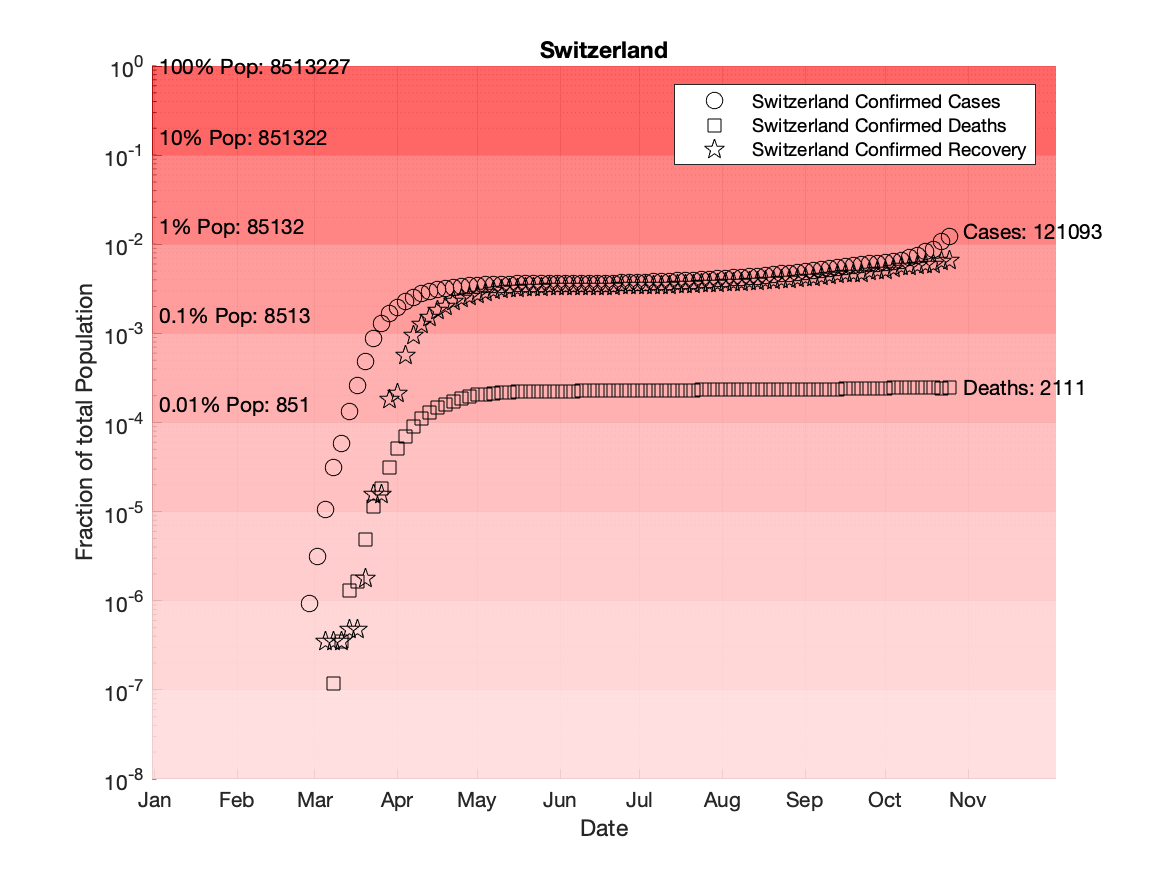 Switzerland
10^0
100% Pop: 8513227
Switzerland Confirmed Cases
Switzerland Confirmed Deaths
Switzerland Confirmed Recovery
10% Pop: 851322
10^-1
1% Pop: 85132
Cases: 121093
10^-2
0.1% Pop: 8513
10^-3
Deaths: 2111
0.01% Pop: 851
10^-4
10^-5
10^-6
10^-7
10^-8
Fraction of total Population
Jan Feb Mar Apr May Jun Jul Aug Sep Oct Nov
Date